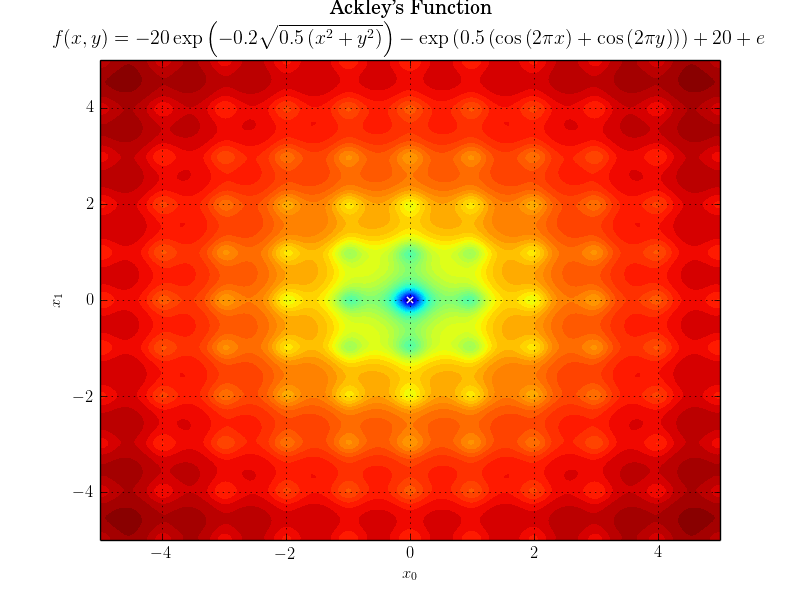 Ackley's Function
f(x, y) = −20 exp(−0.2√(0.5(x² + y²))) − exp(0.5(cos(2πx) + cos(2πy))) + 20 + e
4
2
0
−2
−4
x₁
−4 −2 0 2 4
x₀